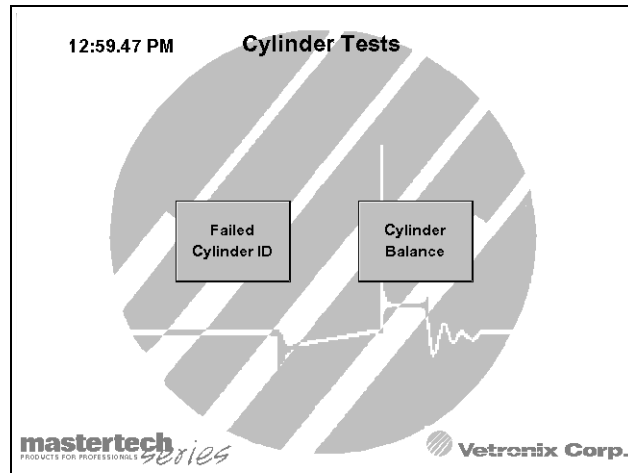 12:59.47 PM
Cylinder Tests
Failed
Cylinder ID
Cylinder
Balance
mastertech
PRODUCTS FOR PROFESSIONALS
series
Vetronix Corp.